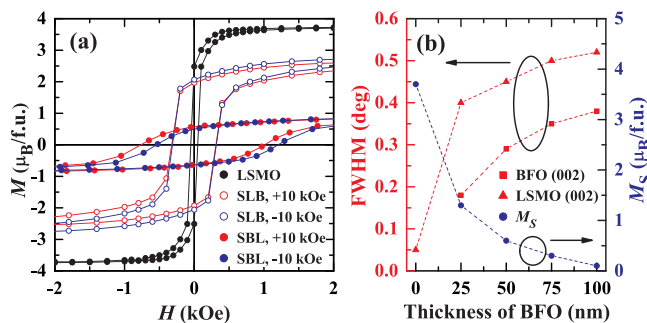 (a)
M (μB/f.u.)
4
3
2
1
0
-1
-2
-3
-4
-2 -1 0 1 2
H (kOe)
LSMO
SLB, +10 kOe
SLB, -10 kOe
SBL, +10 kOe
SBL, -10 kOe
(b)
FWHM (deg)
0.6
0.5
0.4
0.3
0.2
0.1
0.0
0 25 50 75 100
Thickness of BFO (nm)
BFO (002)
LSMO (002)
MS
5
4
3
2
1
0
MS (μB/f.u.)